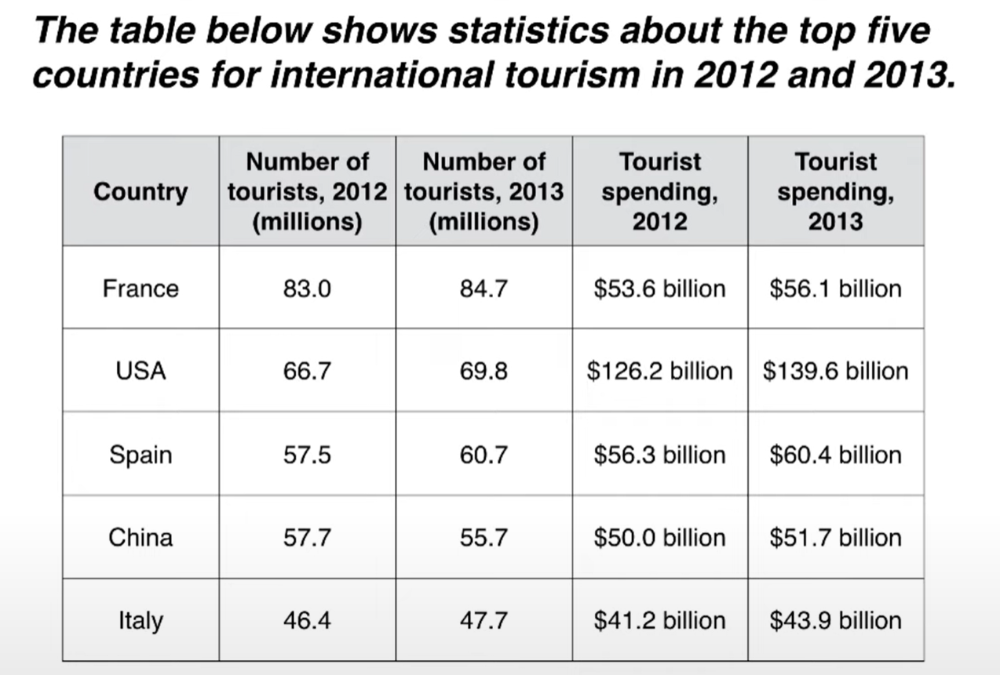 The table below shows statistics about the top five
countries for international tourism in 2012 and 2013.
Country
Number of
tourists, 2012
(millions)
Number of
tourists, 2013
(millions)
Tourist
spending,
2012
Tourist
spending,
2013
France 83.0 84.7 $53.6 billion $56.1 billion
USA 66.7 69.8 $126.2 billion $139.6 billion
Spain 57.5 60.7 $56.3 billion $60.4 billion
China 57.7 55.7 $50.0 billion $51.7 billion
Italy 46.4 47.7 $41.2 billion $43.9 billion